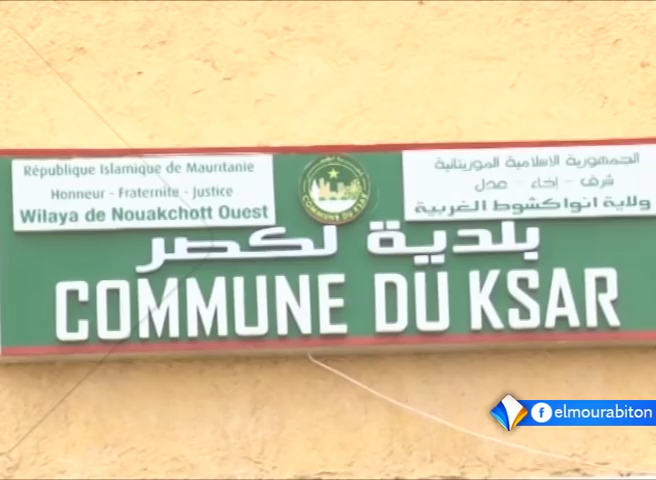 République Islamique de Mauritanie
Honneur - Fraternite - Justice
Wilaya de Nouakchott Ouest
الجمهورية الإسلامية الموريتانية
شرف - إخاء - عدل
ولاية انواكشوط الغربية
بلدية لكصر
COMMUNE DU KSAR
COMMUNE DU KSAR
elmourabiton